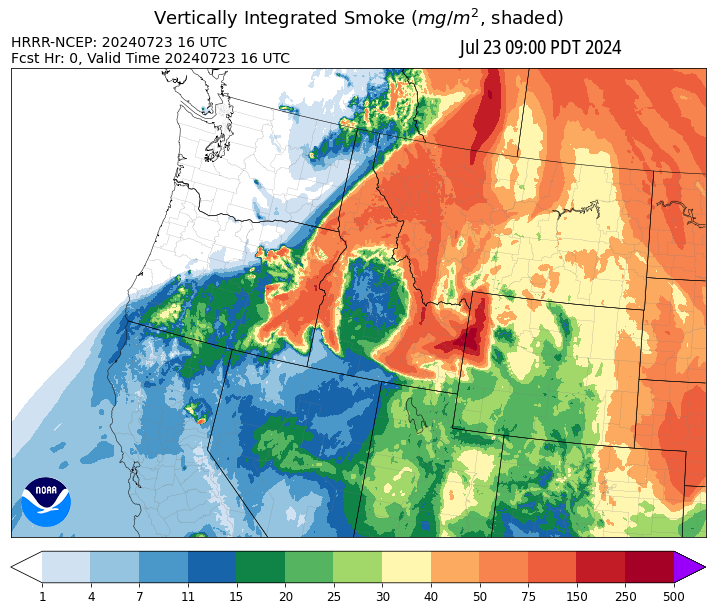 Vertically Integrated Smoke (mg/m², shaded)
HRRR-NCEP: 20240723 16 UTC
Jul 23 09:00 PDT 2024
Fcst Hr: 0, Valid Time 20240723 16 UTC
NOAA
1 4 7 11 15 20 25 30 40 50 75 150 250 500